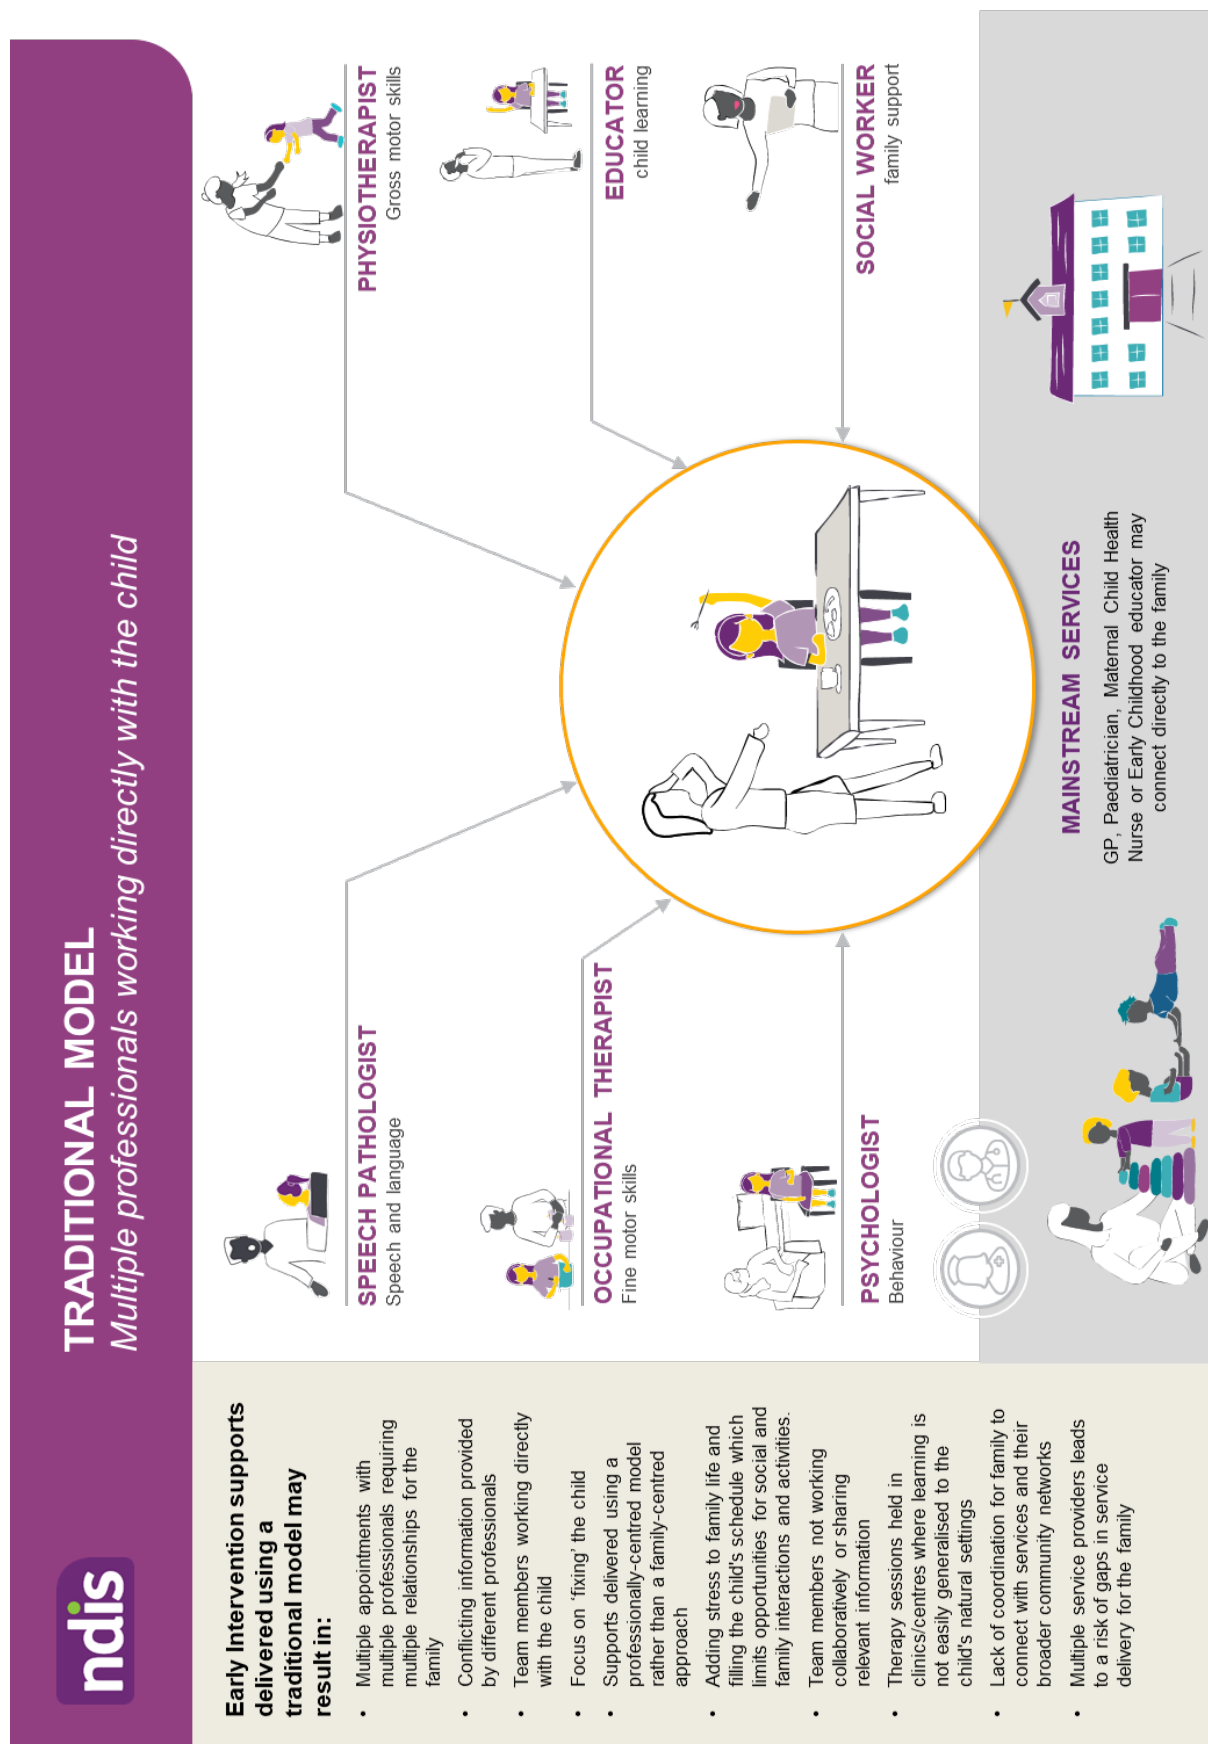 ndis
TRADITIONAL MODEL
Multiple professionals working directly with the child
Early Intervention supports
delivered using a
traditional model may
result in:
• Multiple appointments with
multiple professionals requiring
multiple relationships for the
family
• Conflicting information provided
by different professionals
• Team members working directly
with the child
• Focus on 'fixing' the child
• Supports delivered using a
professionally-centred model
rather than a family-centred
approach
• Adding stress to family life and
filling the child's schedule which
limits opportunities for social and
family interactions and activities.
• Team members not working
collaboratively or sharing
relevant information
• Therapy sessions held in
clinics/centres where learning is
not easily generalised to the
child's natural settings
• Lack of coordination for family to
connect with services and their
broader community networks
• Multiple service providers leads
to a risk of gaps in service
delivery for the family
SPEECH PATHOLOGIST
Speech and language
OCCUPATIONAL THERAPIST
Fine motor skills
PSYCHOLOGIST
Behaviour
PHYSIOTHERAPIST
Gross motor skills
EDUCATOR
child learning
SOCIAL WORKER
family support
MAINSTREAM SERVICES
GP, Paediatrician, Maternal Child Health
Nurse or Early Childhood educator may
connect directly to the family